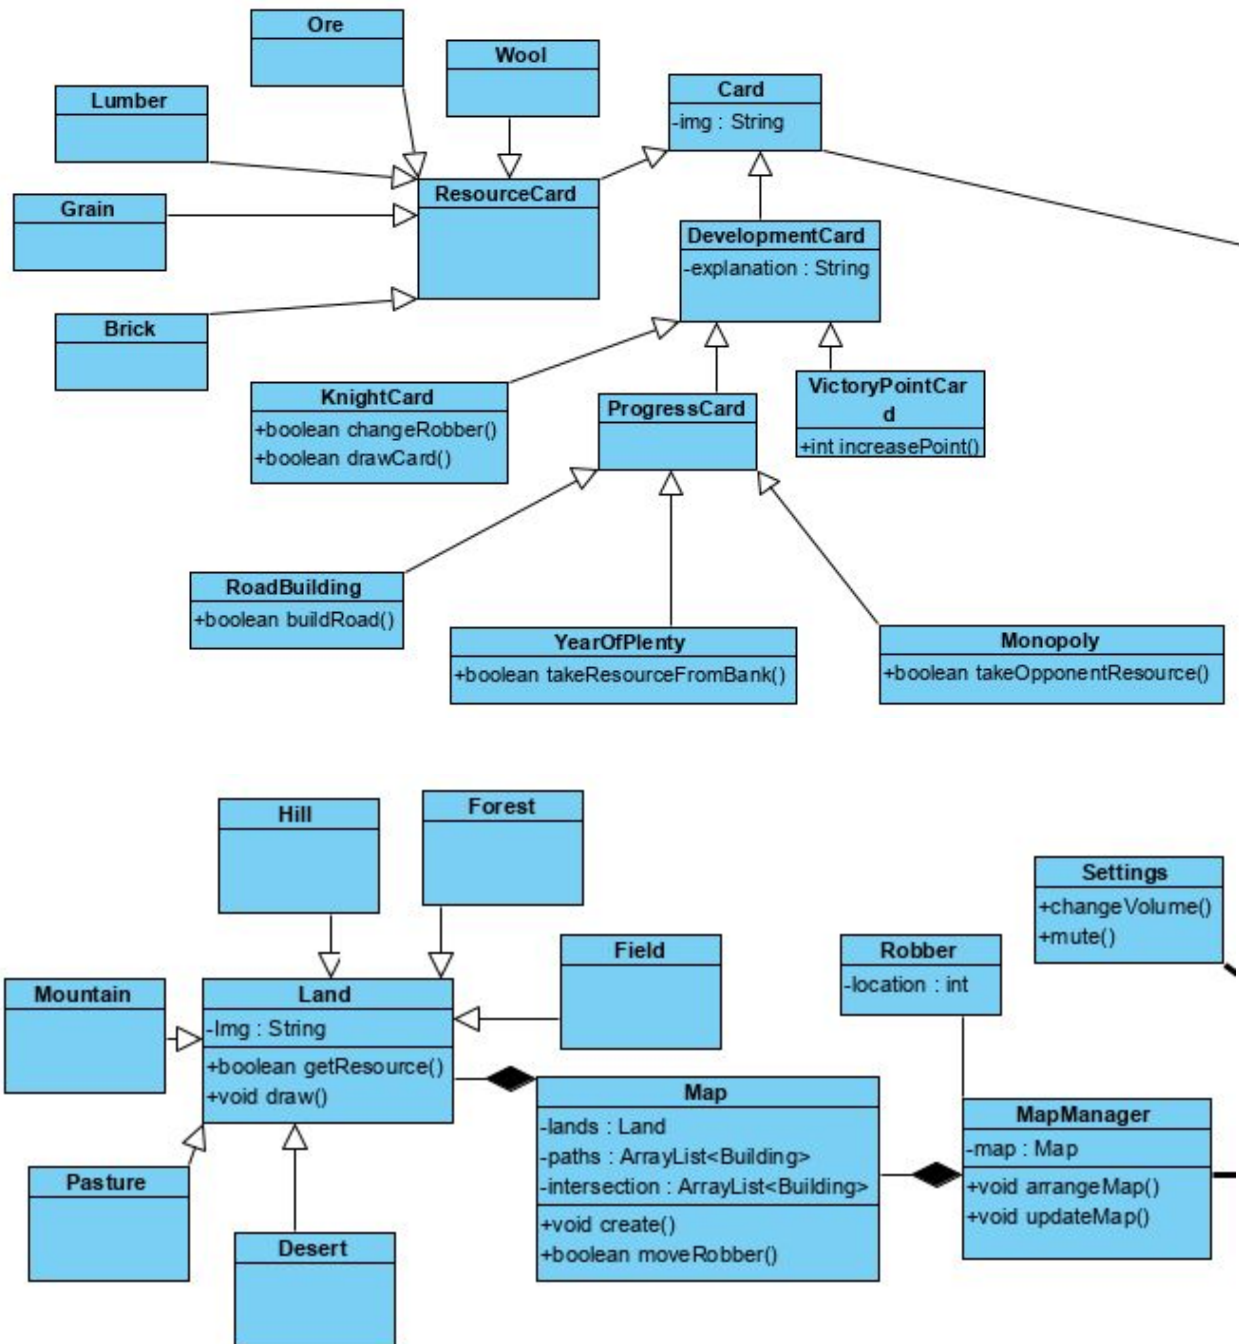 Ore
Wool
Card
-img : String
Lumber
ResourceCard
Grain
DevelopmentCard
-explanation : String
Brick
KnightCard
+boolean changeRobber()
+boolean drawCard()
ProgressCard
VictoryPointCar
d
+int increasePoint()
RoadBuilding
+boolean buildRoad()
YearOfPlenty
+boolean takeResourceFromBank()
Monopoly
+boolean takeOpponentResource()
Hill
Forest
Settings
+changeVolume()
+mute()
Field
Robber
-location : int
Mountain
Land
-Img : String
+boolean getResource()
+void draw()
Map
-lands : Land
-paths : ArrayList<Building>
-intersection : ArrayList<Building>
+void create()
+boolean moveRobber()
MapManager
-map : Map
+void arrangeMap()
+void updateMap()
Pasture
Desert